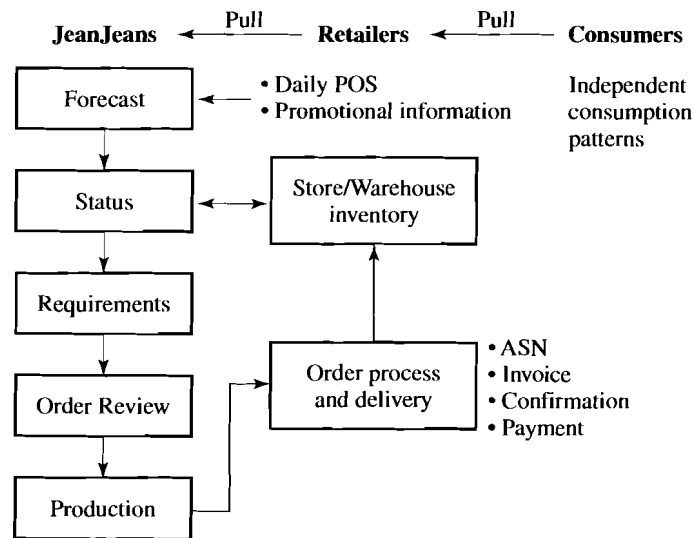 Pull
Pull
JeanJeans
Retailers
Consumers
Forecast
• Daily POS
• Promotional information
Independent
consumption
patterns
Status
Store/Warehouse
inventory
Requirements
Order Review
Order process
and delivery
• ASN
• Invoice
• Confirmation
• Payment
Production